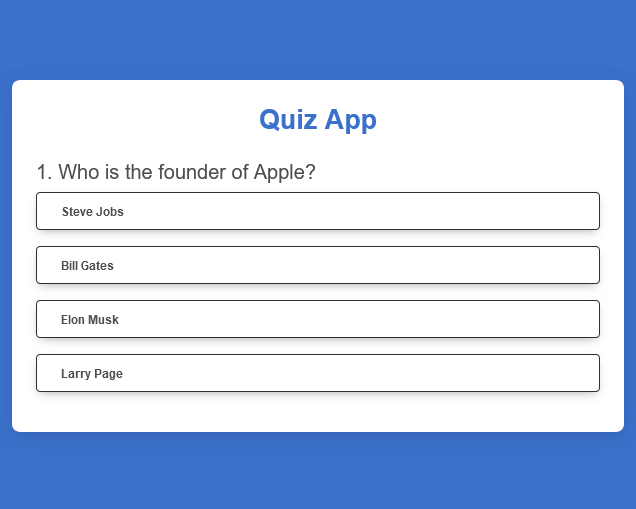 Quiz App
1. Who is the founder of Apple?
Steve Jobs
Bill Gates
Elon Musk
Larry Page